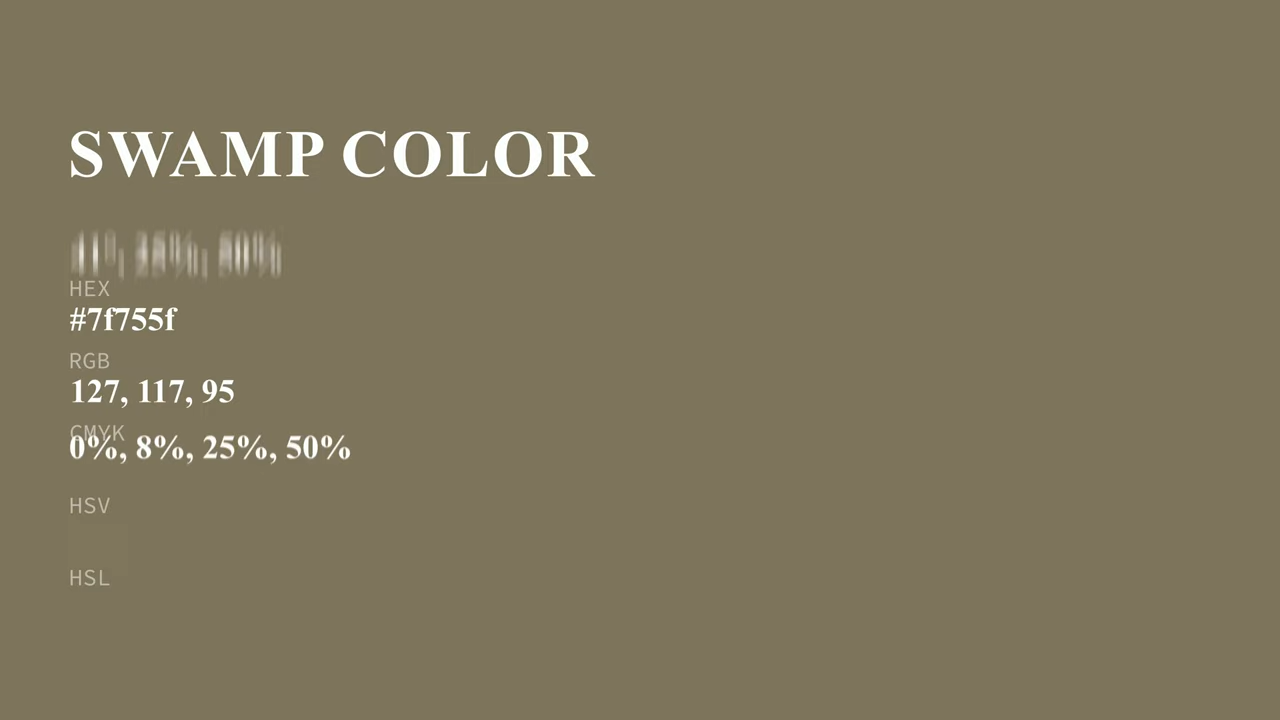 SWAMP COLOR
HEX
#7f755f
RGB
127, 117, 95
CMYK
0%, 8%, 25%, 50%
HSV
HSL